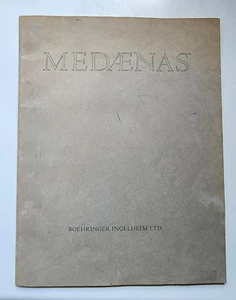 MEDÆNAS
BOEHRINGER INGELHEIM LTD.